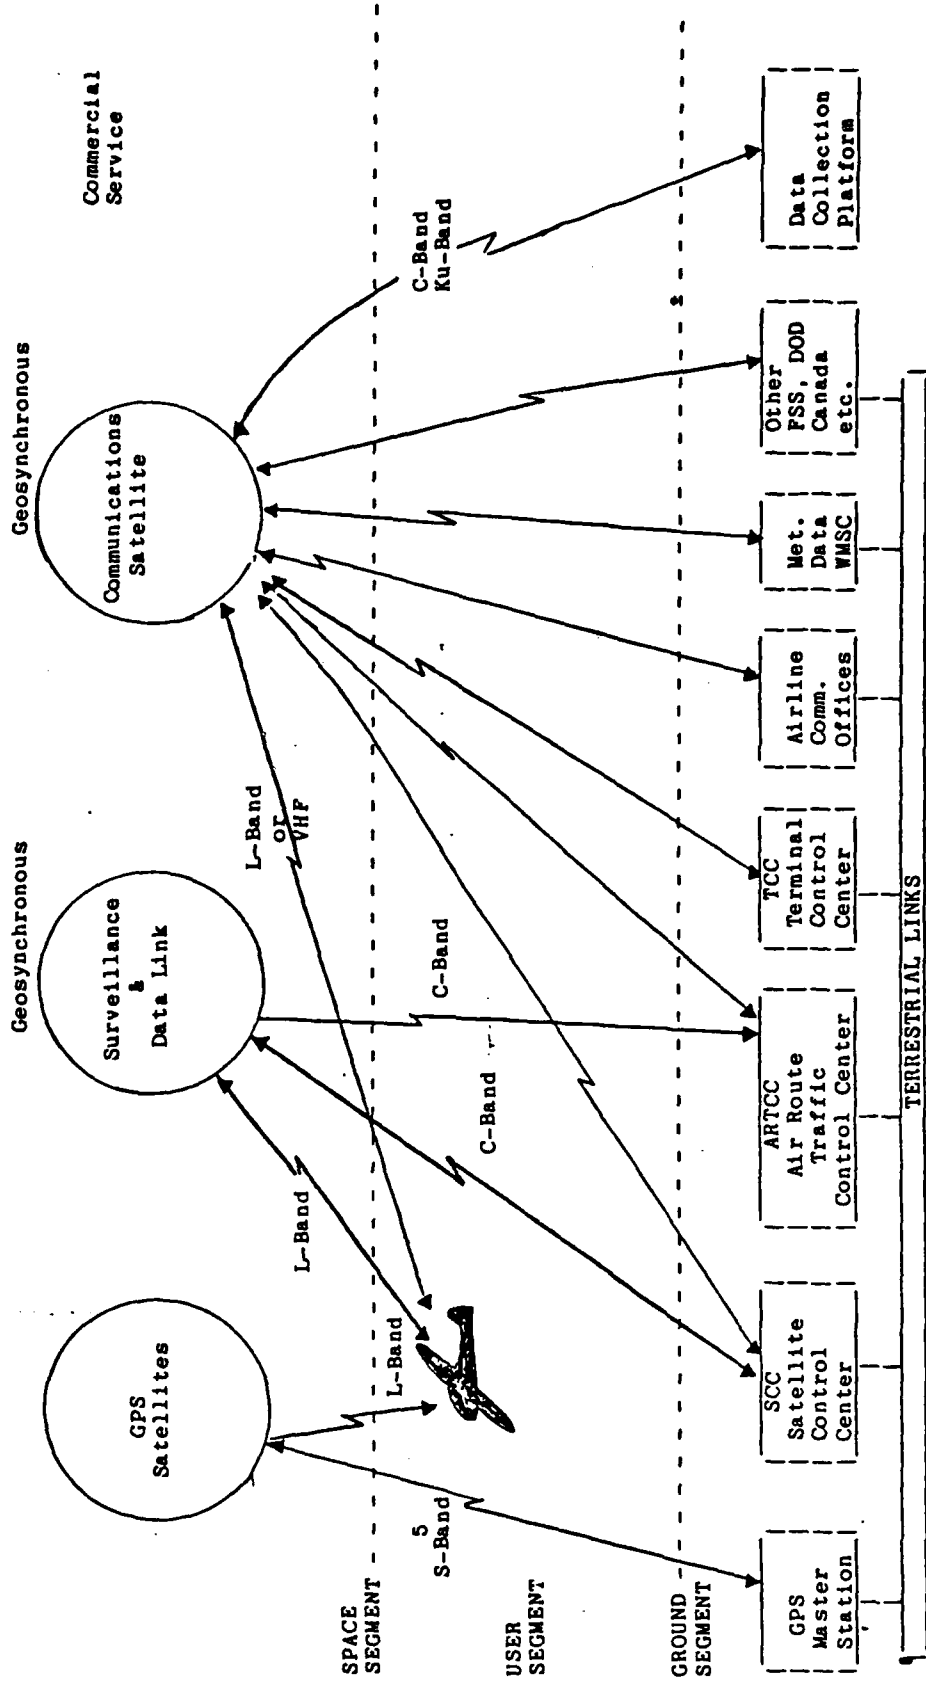 Geosynchronous
Geosynchronous
Commercial
Service
GPS
Satellites
Surveillance
&
Data Link
Communications
Satellite
L-Band
L-Band
or
VHF
SPACE
SEGMENT
L-Band
C-Band
C-Band
Ku-Band
5
S-Band
C-Band
USER
SEGMENT
GROUND
SEGMENT
GPS
Master
Station
SCC
Satellite
Control
Center
ARTCC
Air Route
Traffic
Control Center
TCC
Terminal
Control
Center
Airline
Comm.
Offices
Met.
Data
WMSC
Other
FSS, DOD
Canada
etc.
Data
Collection
Platform
TERRESTRIAL LINKS